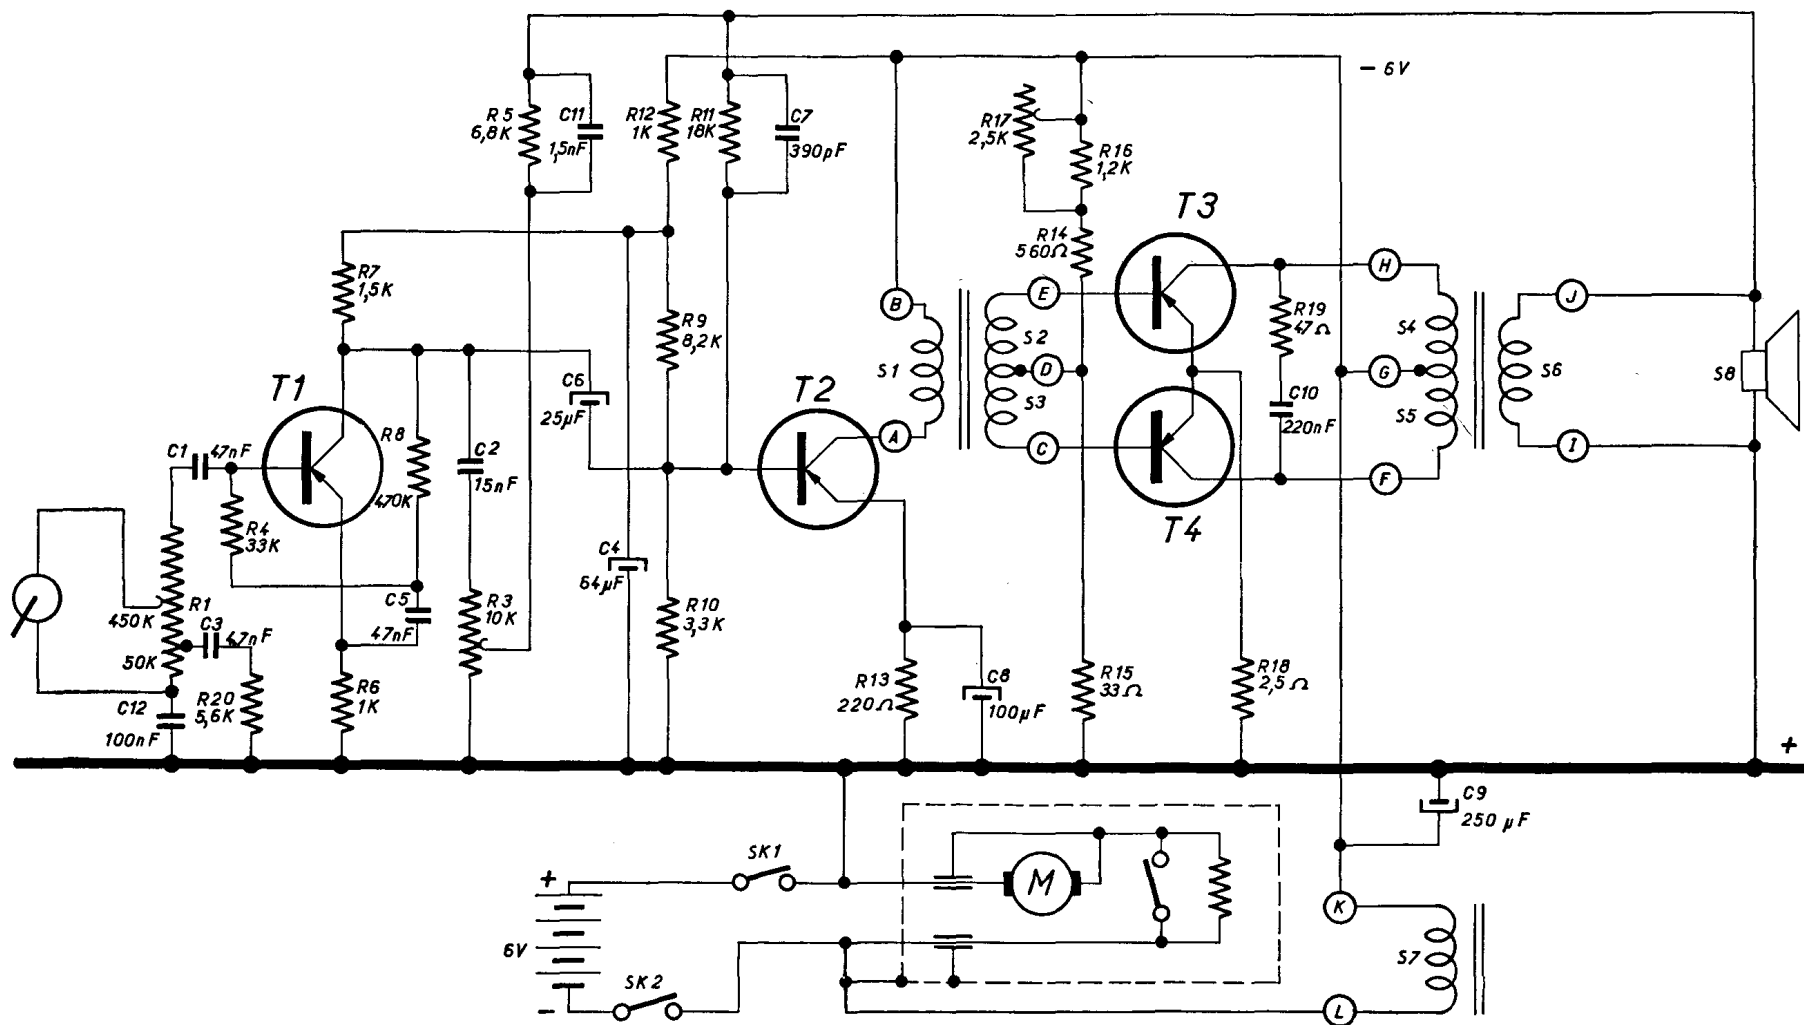 - 6V
R5
6,8K
C11
1,5nF
R12
1K
R11
18K
C7
390pF
R17
2,5K
R16
1,2K
T3
R14
560Ω
R7
1,5K
R9
8,2K
B
S1
A
E
S2
D
S3
C
H
S4
G
S5
F
R19
47Ω
C10
220nF
J
S6
I
S8
T1
C6
25µF
T2
T4
C1
47nF
R8
470K
C2
15nF
R4
33K
R1
450K
50K
C3
47nF
C5
47nF
R3
10K
C4
64µF
R10
3,3K
C12
100nF
R20
5,6K
R6
1K
R13
220Ω
C8
100µF
R15
33Ω
R18
2,5Ω
+
C9
250µF
SK1
+
M
6V
SK2
-
K
S7
L